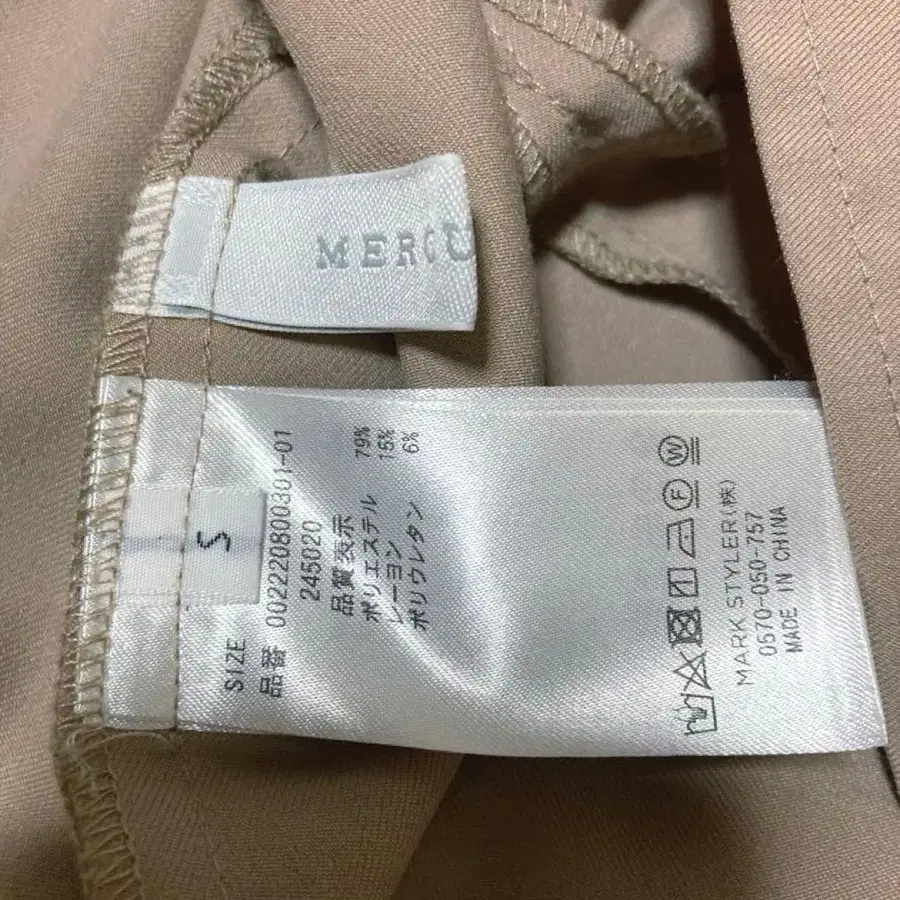 MERCU
S
SIZE
品番 002220800301-01
245020
品質表示
ポリエステル 79%
レーヨン 15%
ポリウレタン 6%
MARK STYLER(株)
0570-050-757
MADE IN CHINA